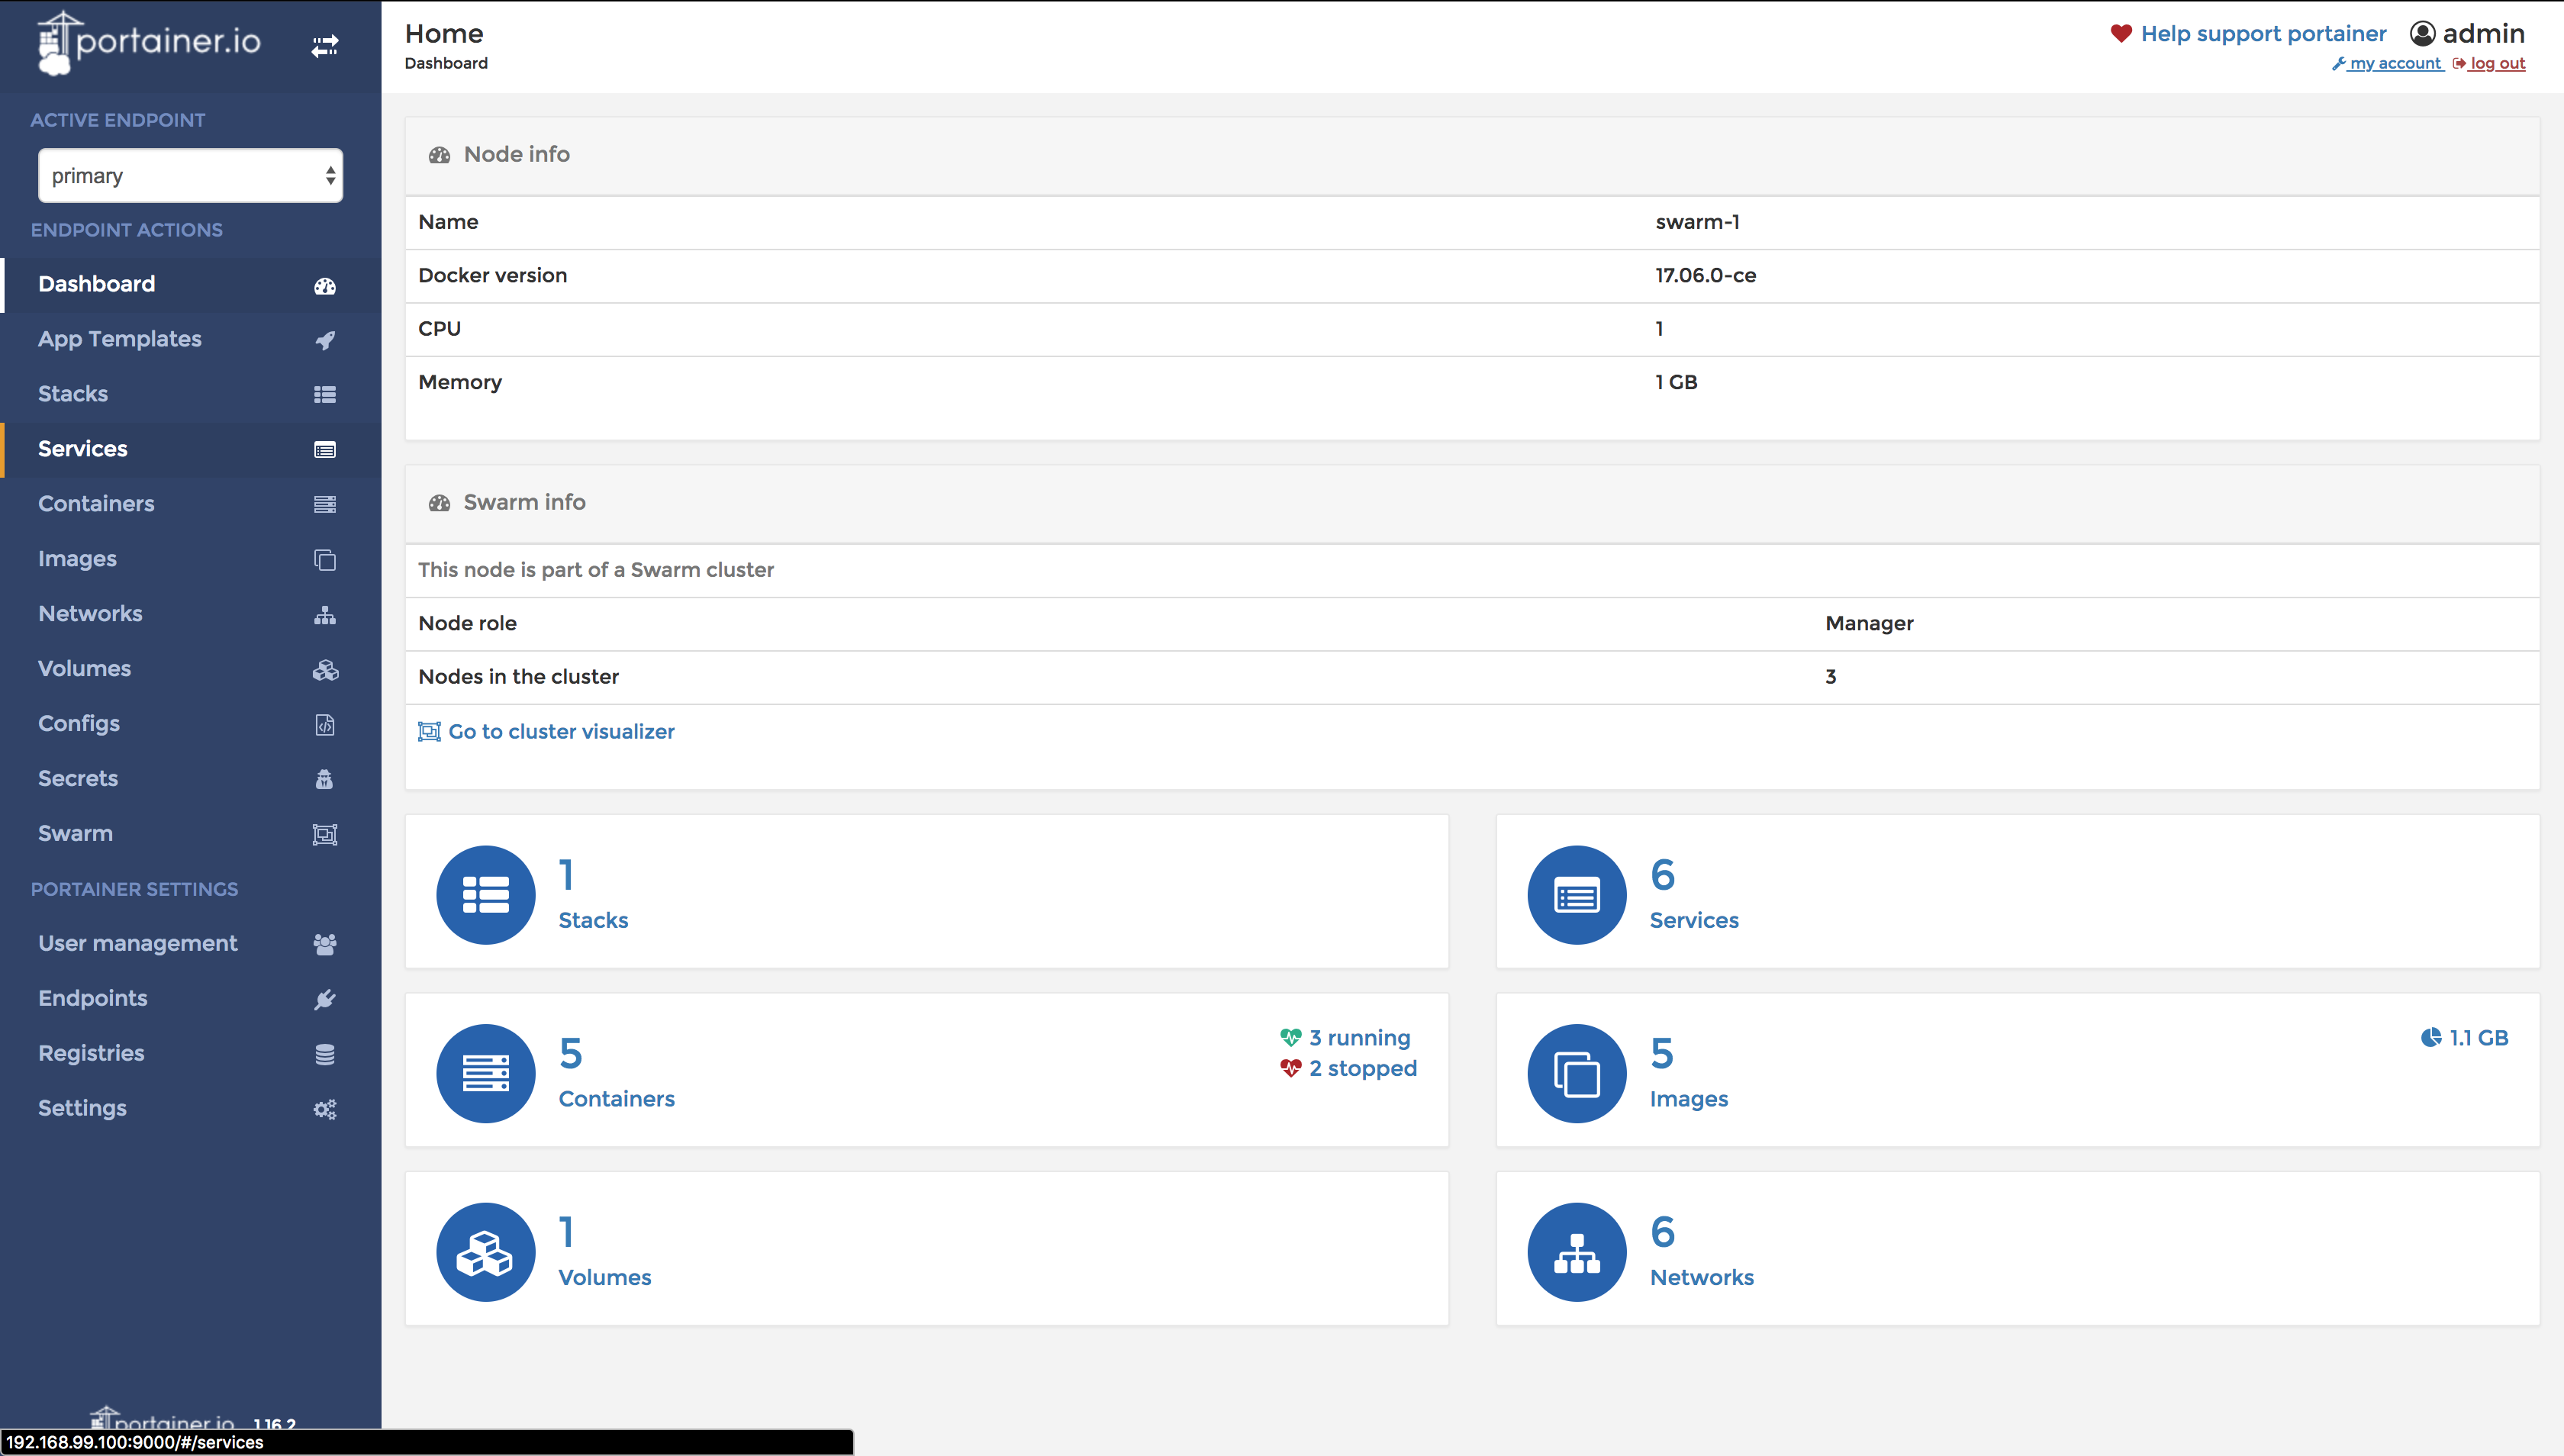 portainer.io
ACTIVE ENDPOINT
primary
ENDPOINT ACTIONS
Dashboard
App Templates
Stacks
Services
Containers
Images
Networks
Volumes
Configs
Secrets
Swarm
PORTAINER SETTINGS
User management
Endpoints
Registries
Settings
portainer.io 1.16.2
192.168.99.100:9000/#/services
Home
Dashboard
Help support portainer admin
my account log out
Node info
Name swarm-1
Docker version 17.06.0-ce
CPU 1
Memory 1 GB
Swarm info
This node is part of a Swarm cluster
Node role Manager
Nodes in the cluster 3
Go to cluster visualizer
1
Stacks
6
Services
5
Containers
3 running
2 stopped
5
Images
1.1 GB
1
Volumes
6
Networks